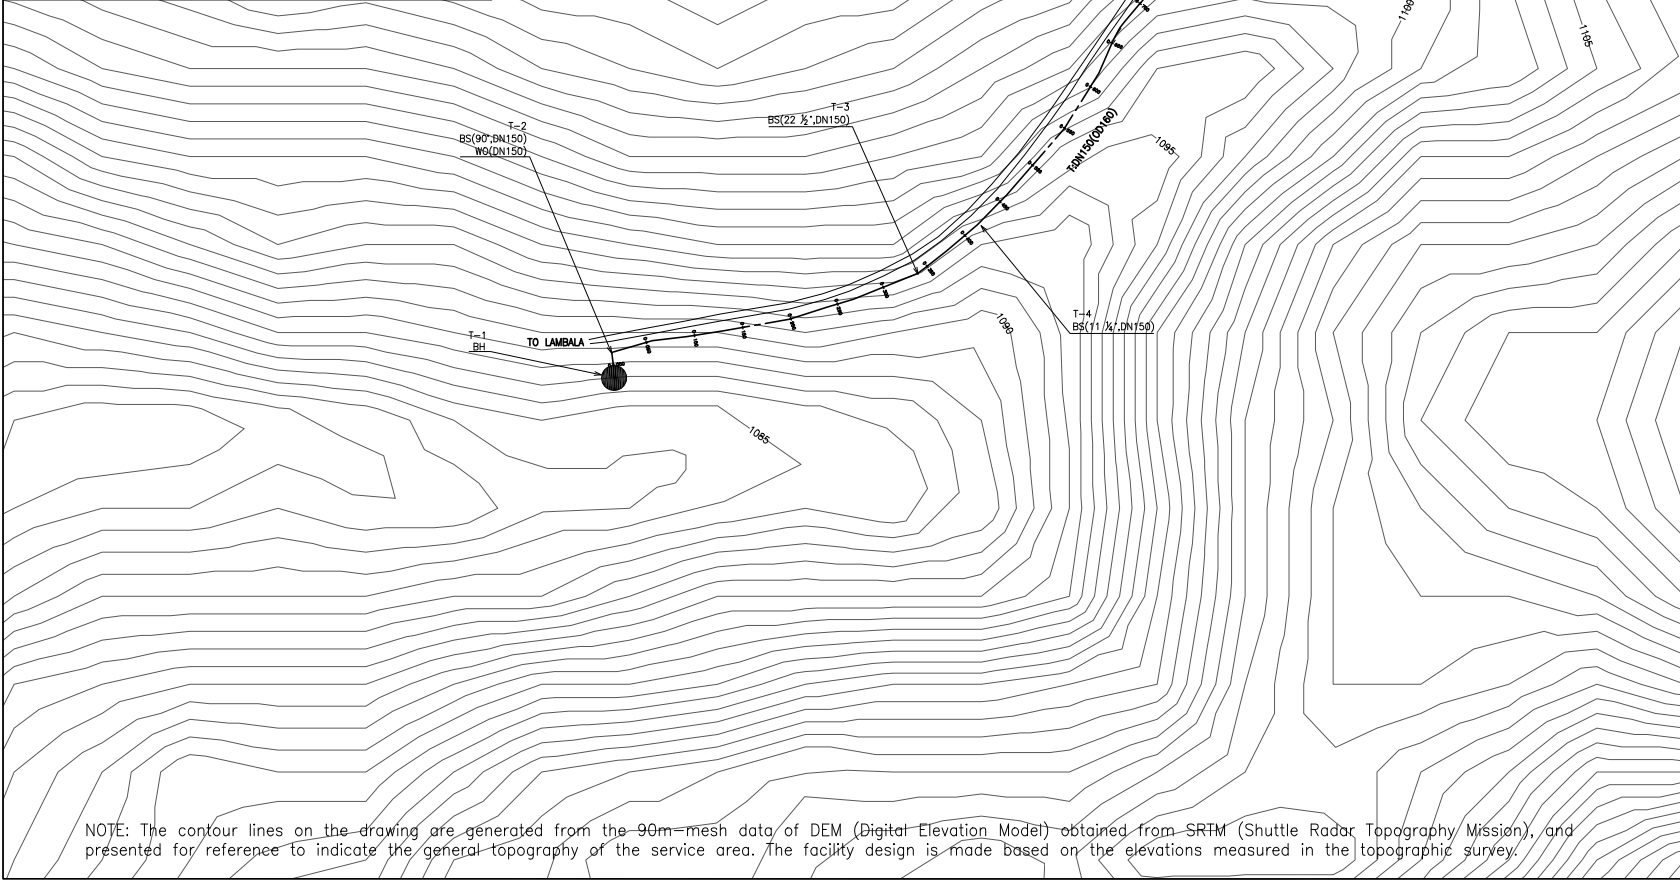 1100
1105
T-3
BS(22 ½°,DN150)
T-2
BS(90°,DN150)
WO(DN150)
T:DN150(OD160)
1095
T-4
BS(11 ¼°,DN150)
1090
T-1
BH
TO LAMBALA
1085
NOTE: The contour lines on the drawing are generated from the 90m-mesh data of DEM (Digital Elevation Model) obtained from SRTM (Shuttle Radar Topography Mission), and
presented for reference to indicate the general topography of the service area. The facility design is made based on the elevations measured in the topographic survey.